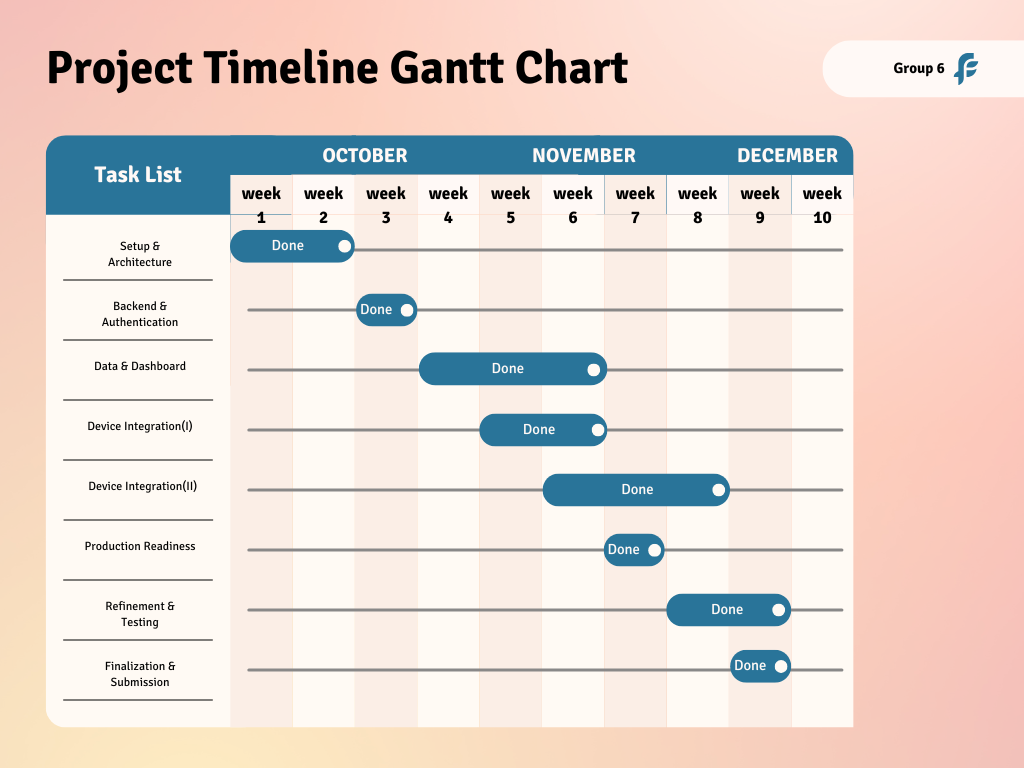 Project Timeline Gantt Chart
Group 6
Task List
OCTOBER
NOVEMBER
DECEMBER
week
1
week
2
week
3
week
4
week
5
week
6
week
7
week
8
week
9
week
10
Setup &
Architecture
Done
Backend &
Authentication
Done
Data & Dashboard
Done
Device Integration(I)
Done
Device Integration(II)
Done
Production Readiness
Done
Refinement &
Testing
Done
Finalization &
Submission
Done